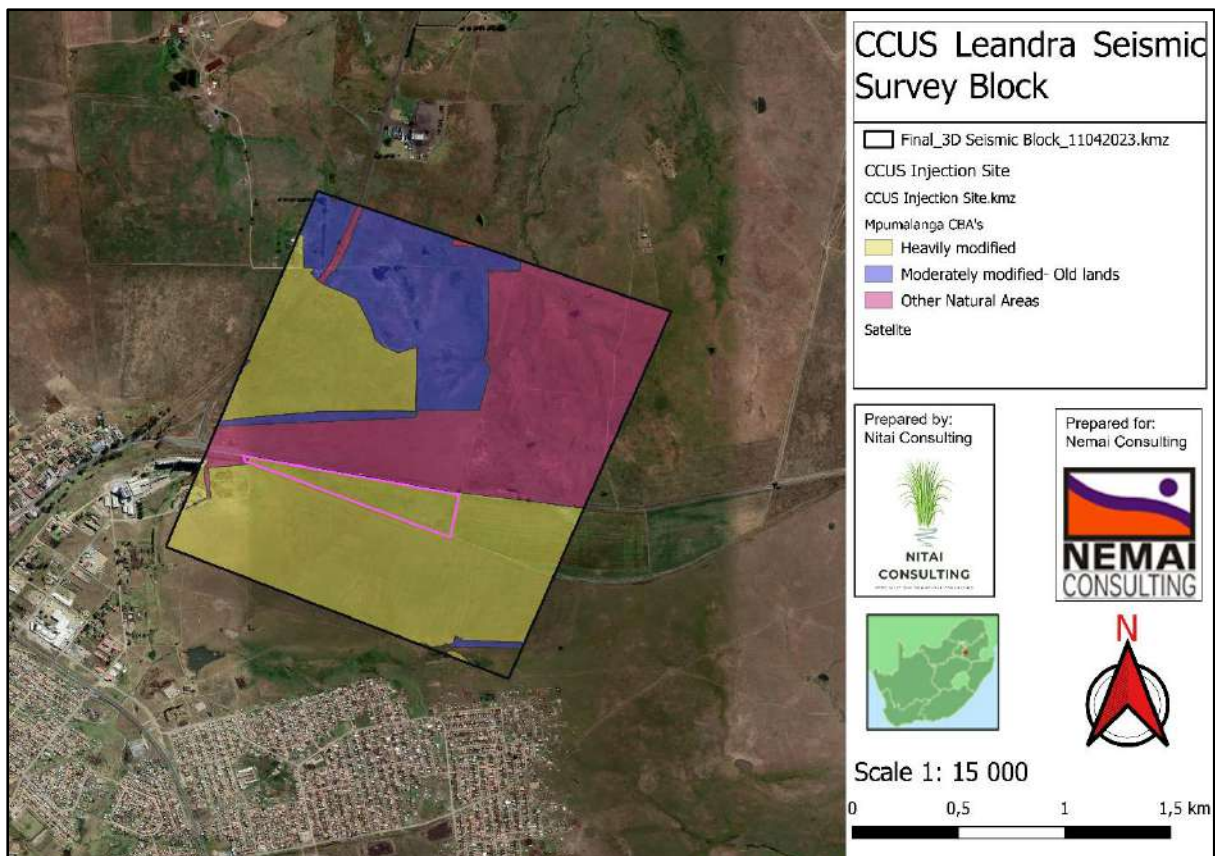 CCUS Leandra Seismic
Survey Block
Final_3D Seismic Block_11042023.kmz
CCUS Injection Site
CCUS Injection Site.kmz
Mpumalanga CBA's
Heavily modified
Moderately modified- Old lands
Other Natural Areas
Satelite
Prepared by:
Nitai Consulting
NITAI
CONSULTING
Prepared for:
Nemai Consulting
NEMAI
CONSULTING
N
Scale 1: 15 000
0 0,5 1 1,5 km